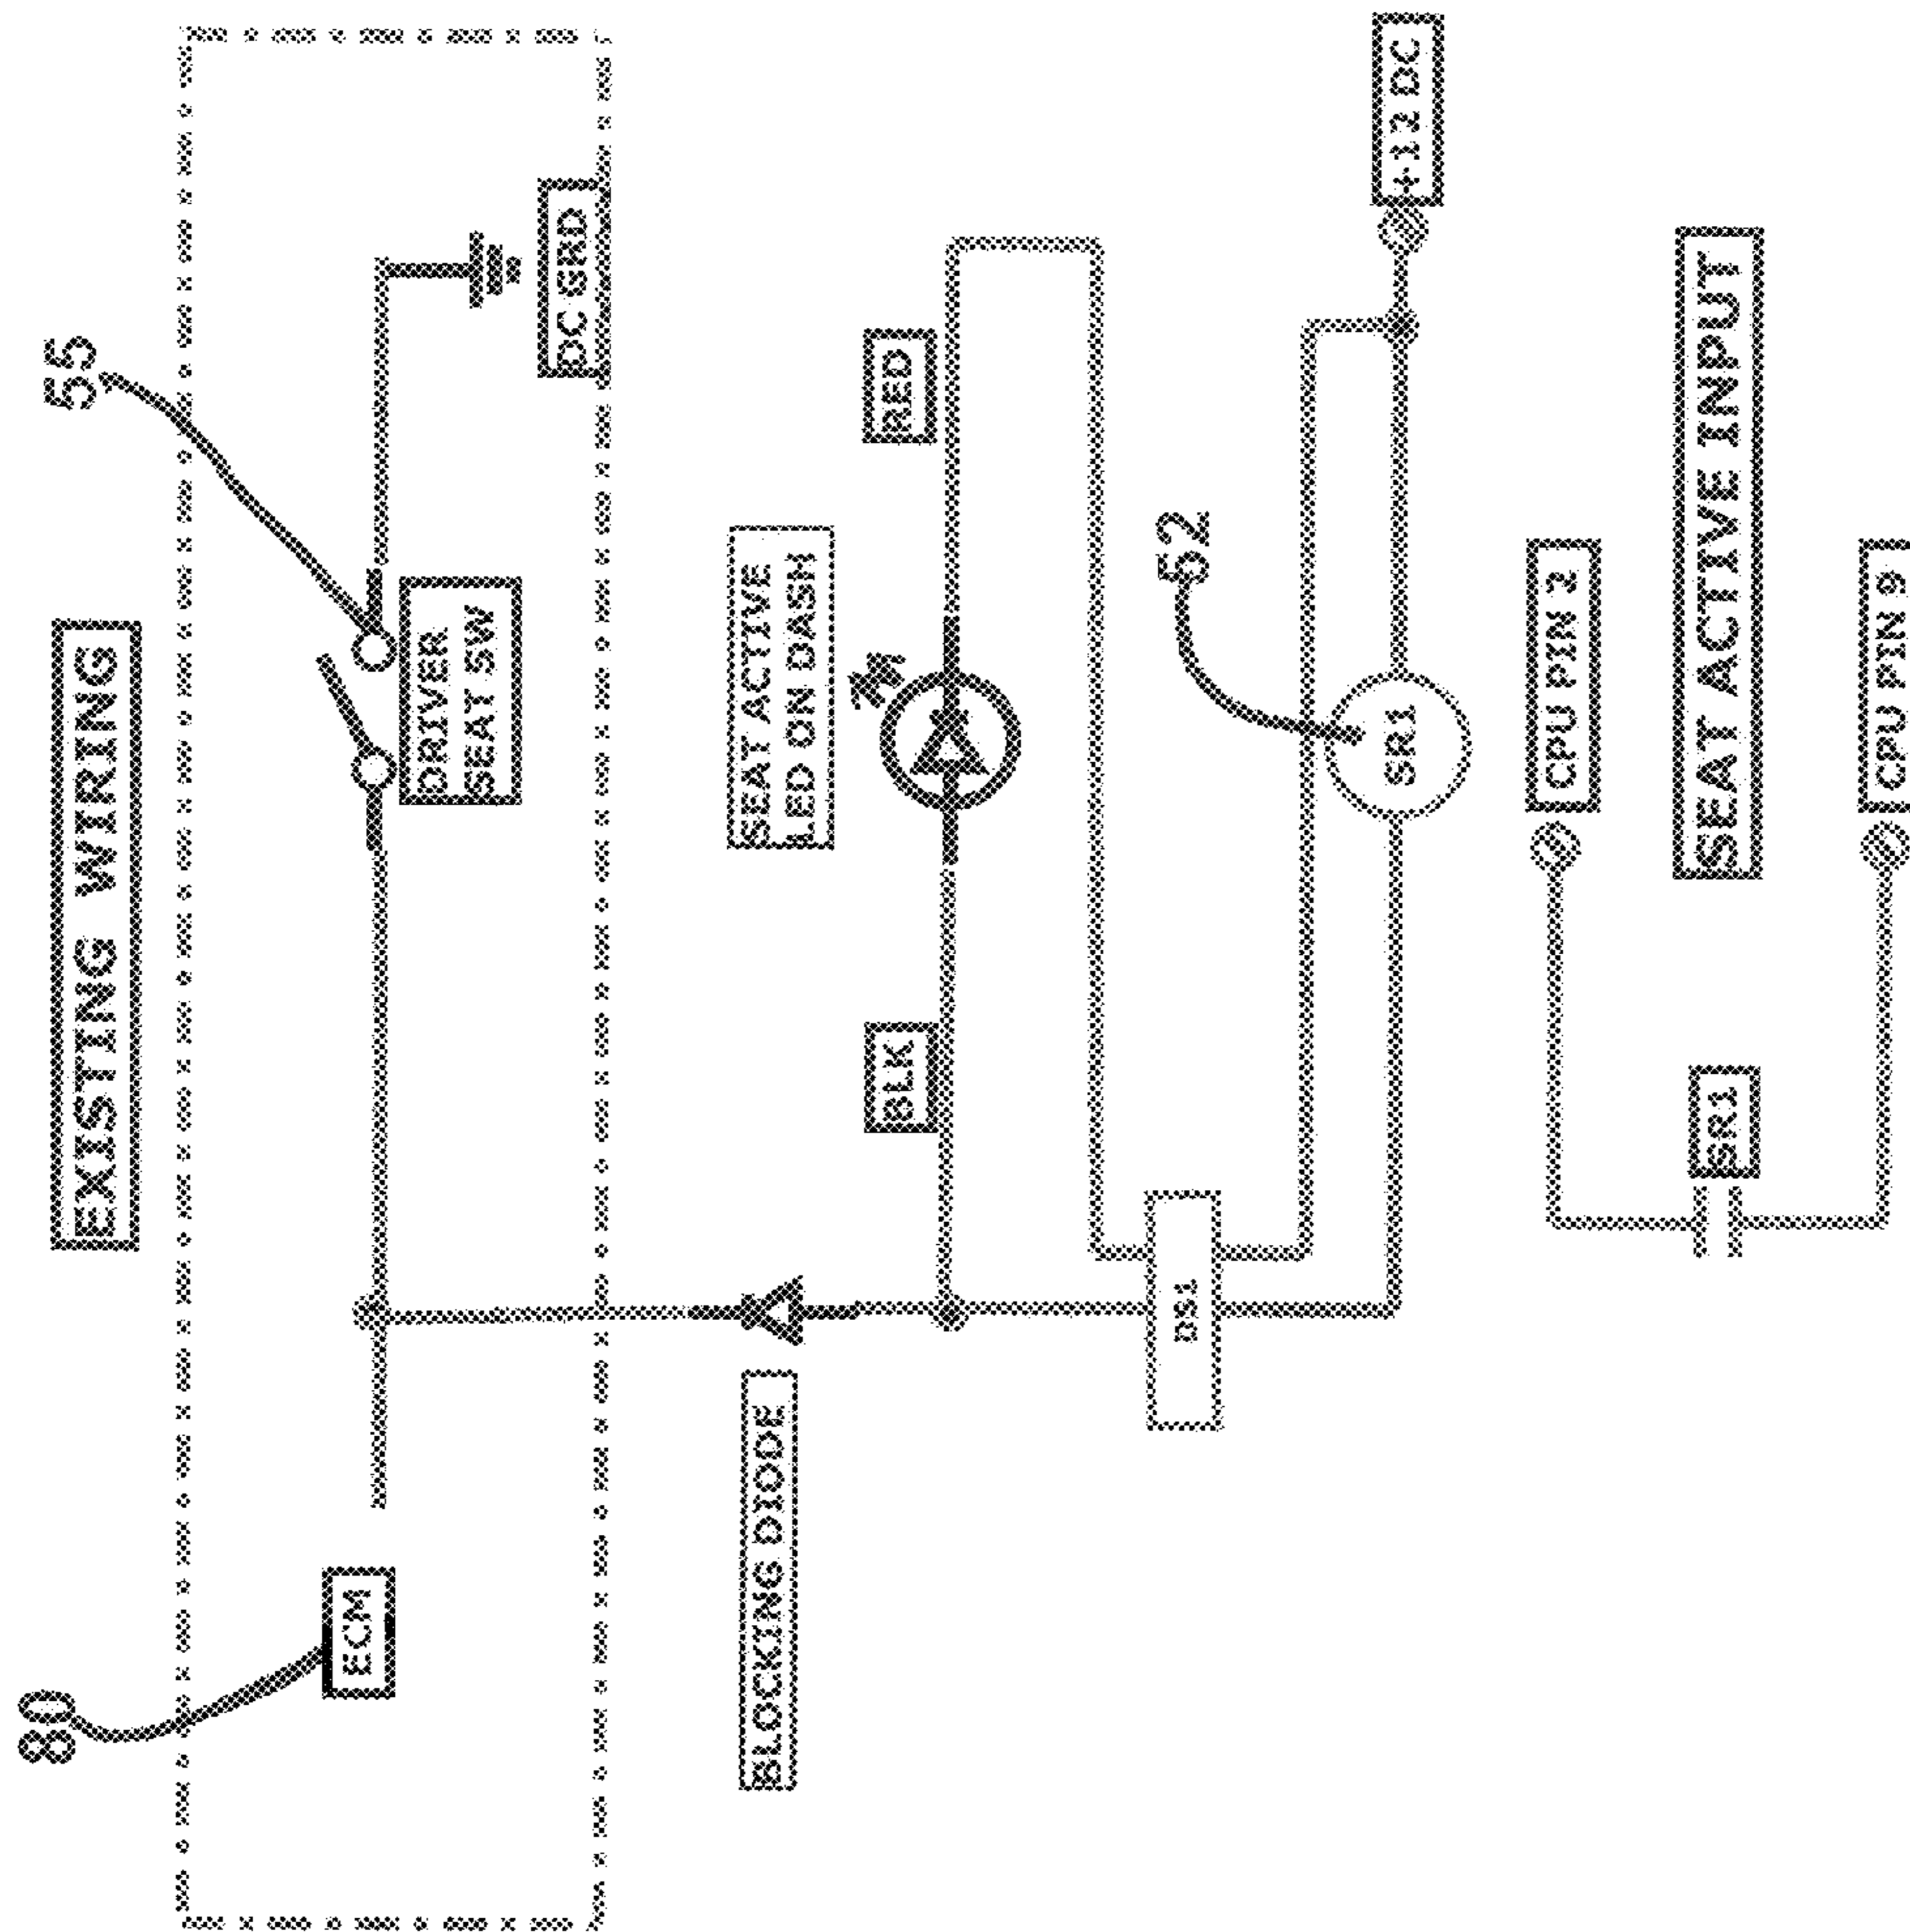 EXISTING WIRING
80
ECM
55
DRIVER
SEAT SW
DC SRD
BLOCKING DIODE
SEAT ACTIVE
LED ON DASH
BLK
RED
DS1
52
SR1
+12 DC
SR1
CPU PIN 2
SEAT ACTIVE INPUT
CPU PIN 9